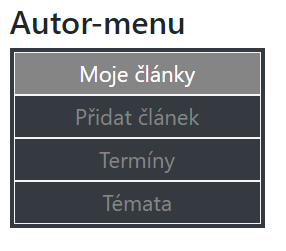 Autor-menu
Moje články
Přidat článek
Termíny
Témata